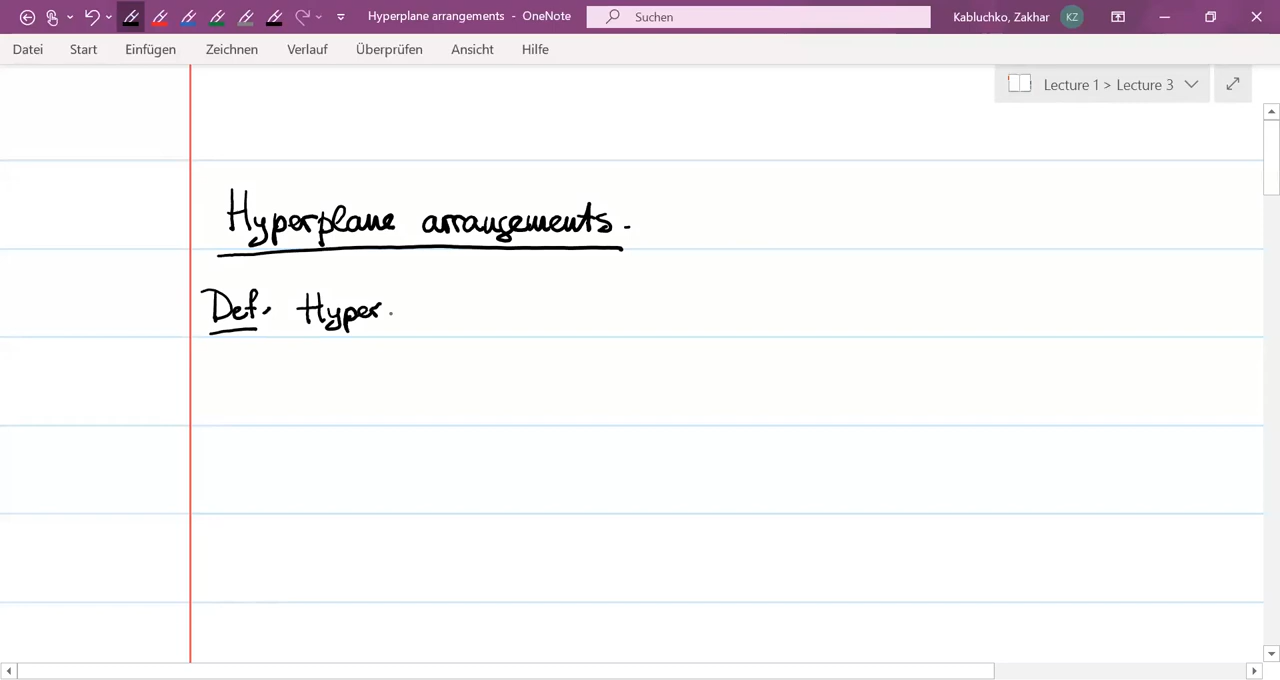 Hyperplane arrangements - OneNote
Suchen
Kabluchko, Zakhar
KZ
Datei Start Einfügen Zeichnen Verlauf Überprüfen Ansicht Hilfe
Lecture 1 > Lecture 3
Hyperplane arrangements.
Def. Hyper